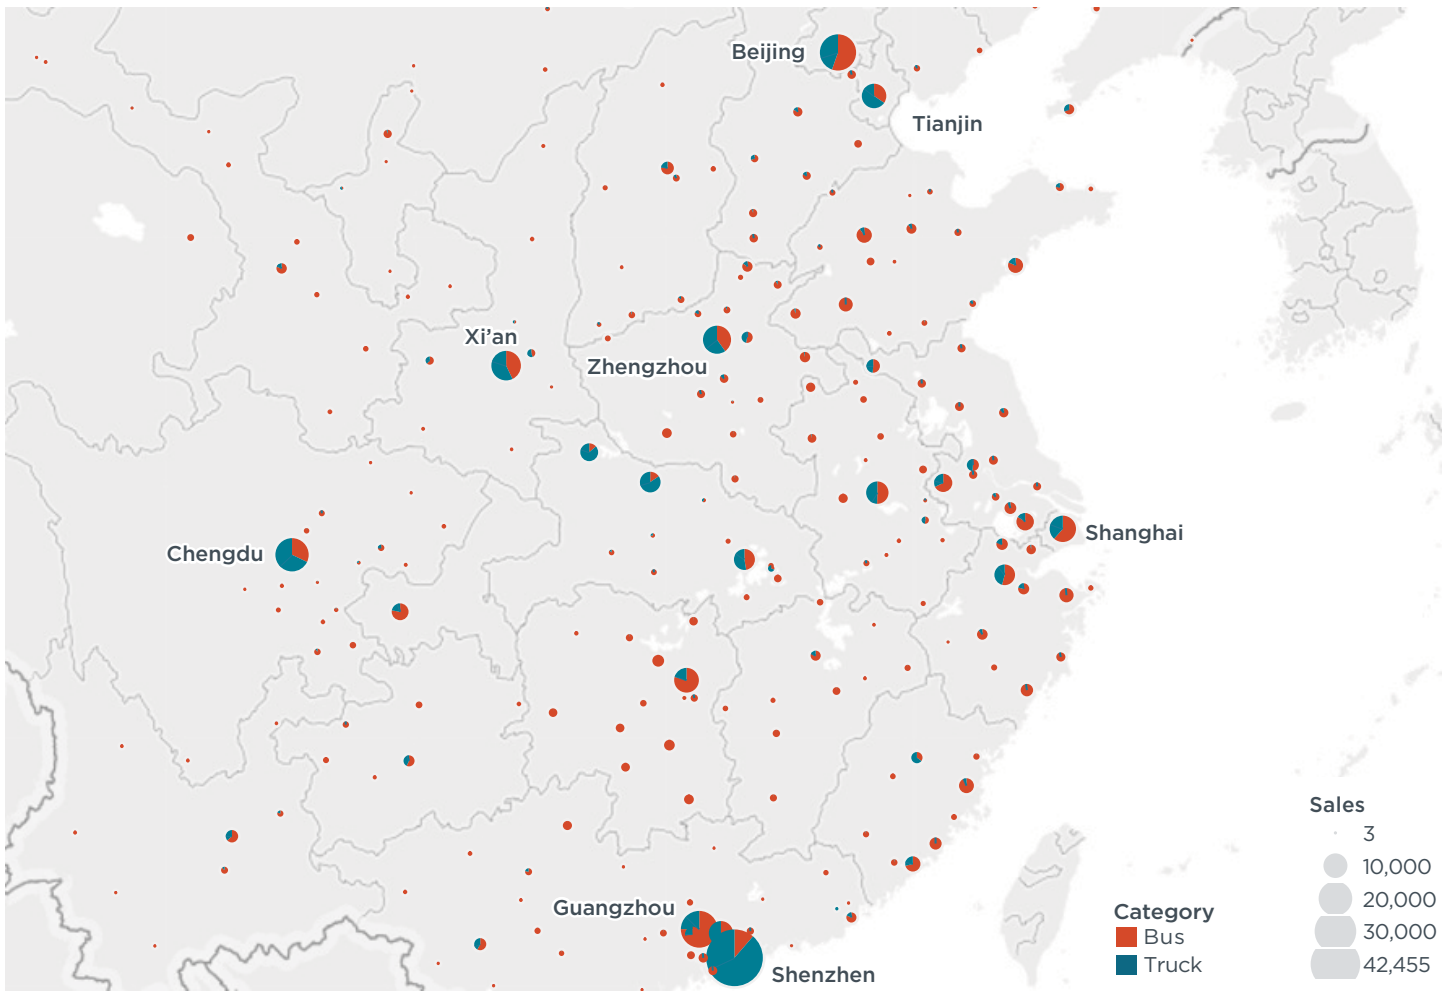 Beijing
Tianjin
Xi’an
Zhengzhou
Chengdu
Shanghai
Guangzhou
Shenzhen
Category
Bus
Truck
Sales
3
10,000
20,000
30,000
42,455